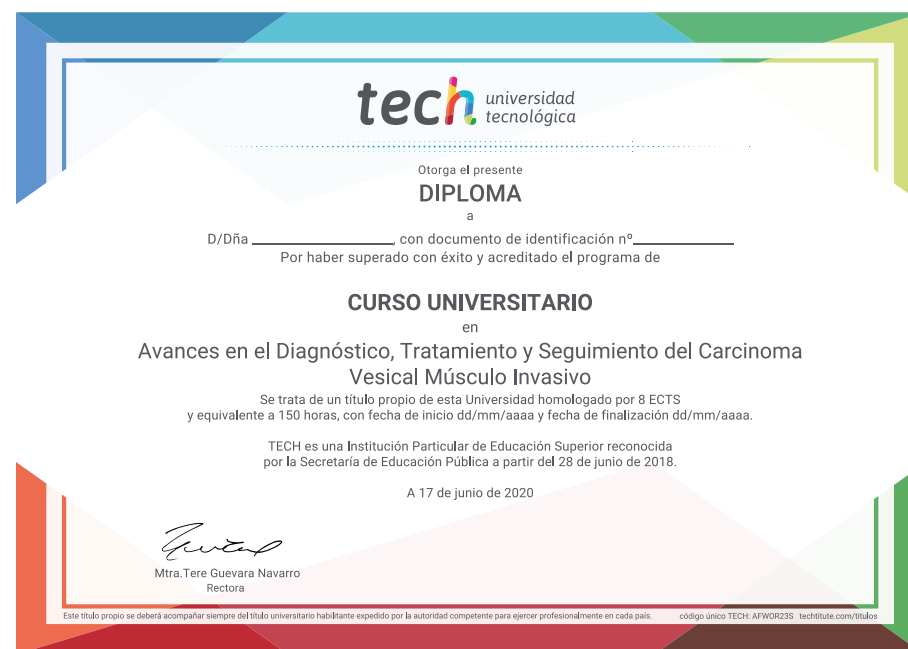 tech universidad
tecnológica
Otorga el presente
DIPLOMA
a
D/Dña ____________________, con documento de identificación nº______________
Por haber superado con éxito y acreditado el programa de
CURSO UNIVERSITARIO
en
Avances en el Diagnóstico, Tratamiento y Seguimiento del Carcinoma
Vesical Músculo Invasivo
Se trata de un título propio de esta Universidad homologado por 8 ECTS
y equivalente a 150 horas, con fecha de inicio dd/mm/aaaa y fecha de finalización dd/mm/aaaa.
TECH es una Institución Particular de Educación Superior reconocida
por la Secretaría de Educación Pública a partir del 28 de junio de 2018.
A 17 de junio de 2020
Mtra.Tere Guevara Navarro
Rectora
Este título propio se deberá acompañar siempre del título universitario habilitante expedido por la autoridad competente para ejercer profesionalmente en cada país. código único TECH: AFWOR23S techtitute.com/titulos